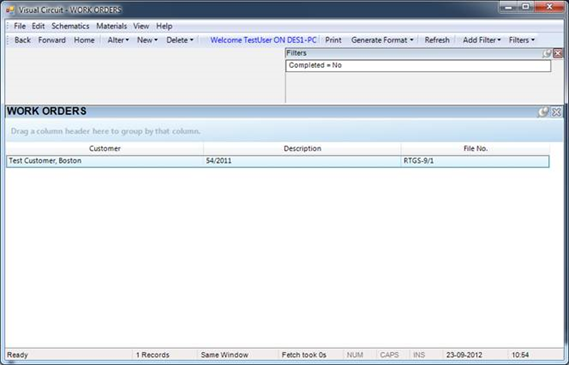 Visual Circuit - WORK ORDERS
File Edit Schematics Materials View Help
Back Forward Home Alter New Delete Welcome TestUser ON DES1-PC Print Generate Format Refresh Add Filter Filters
Filters
Completed = No
WORK ORDERS
Drag a column header here to group by that column.
Customer Description File No.
Test Customer, Boston 54/2011 RTGS-9/1
Ready 1 Records Same Window Fetch took 0s NUM CAPS INS 23-09-2012 10:54